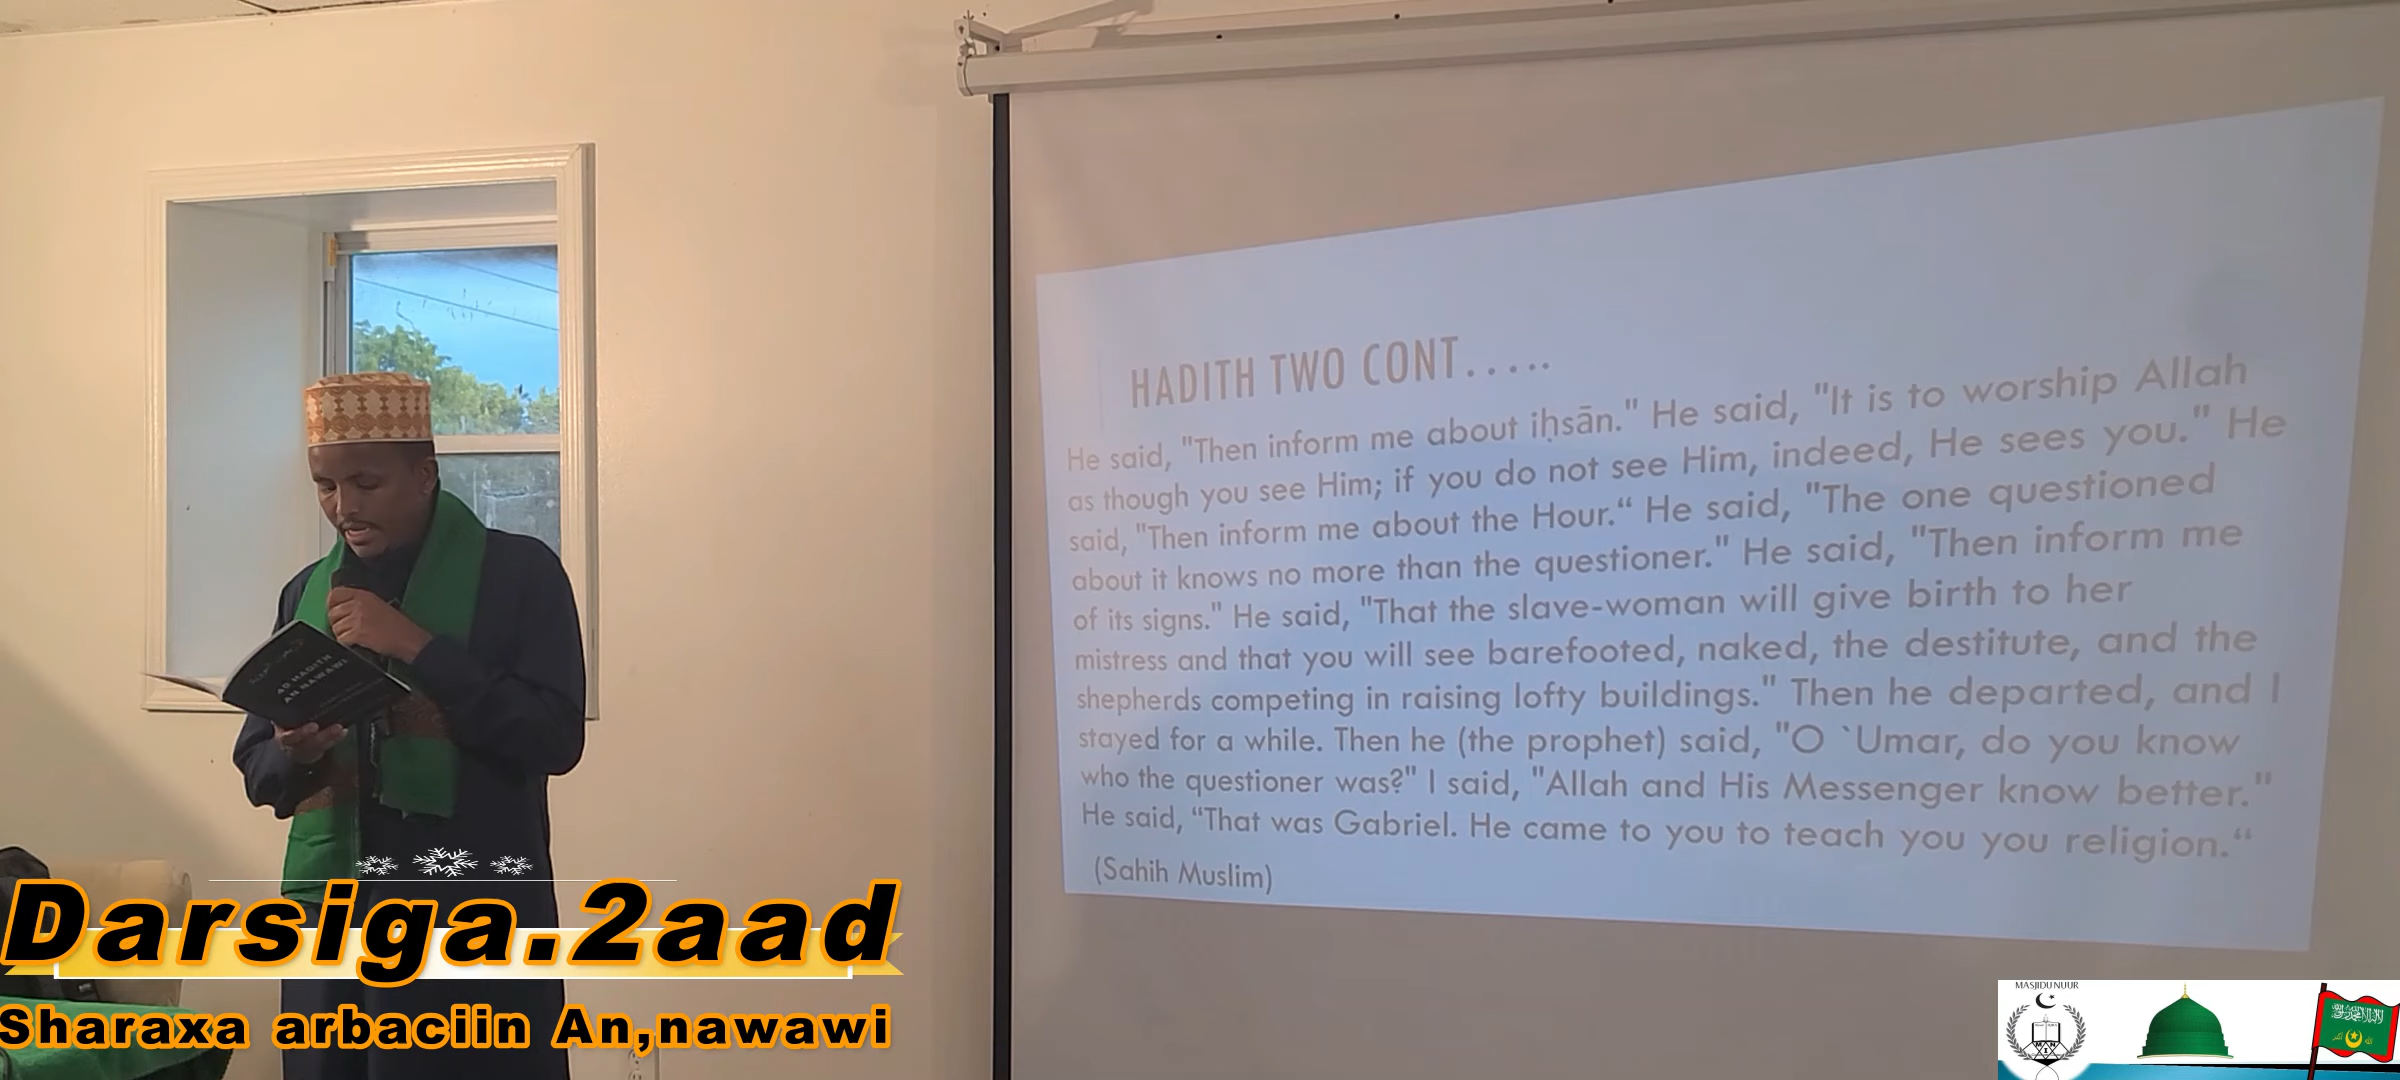 HADITH TWO CONT.....
He said, "Then inform me about iḥsān." He said, "It is to worship Allah
as though you see Him; if you do not see Him, indeed, He sees you." He
said, "Then inform me about the Hour.“ He said, "The one questioned
about it knows no more than the questioner." He said, "Then inform me
of its signs." He said, "That the slave-woman will give birth to her
mistress and that you will see barefooted, naked, the destitute, and the
shepherds competing in raising lofty buildings." Then he departed, and I
stayed for a while. Then he (the prophet) said, "O `Umar, do you know
who the questioner was?" I said, "Allah and His Messenger know better."
He said, “That was Gabriel. He came to you to teach you you religion.“
(Sahih Muslim)
40 HADITH
AN NAWAWI
Darsiga.2aad
Sharaxa arbaciin An,nawawi
MASJIDU NUUR